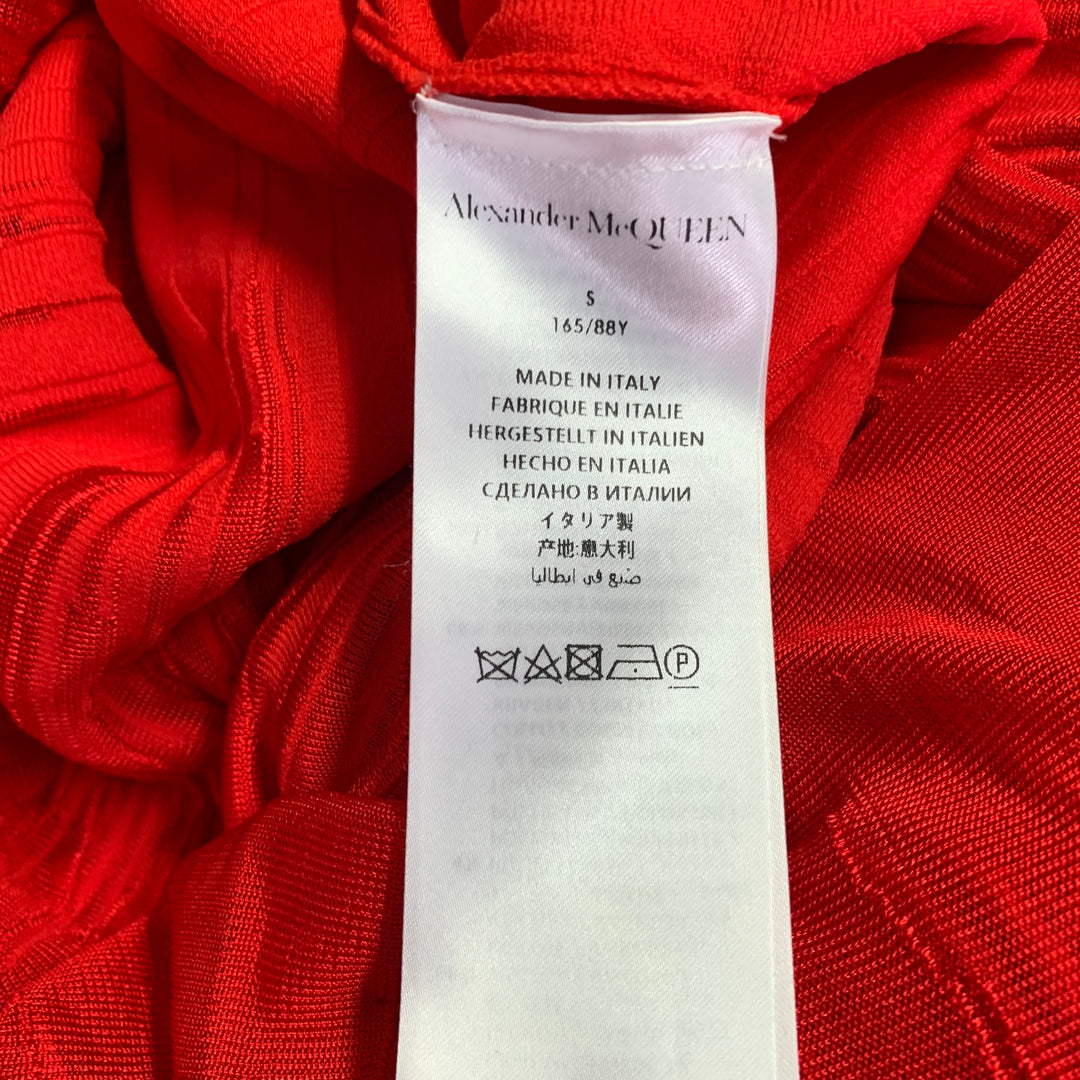 Alexander McQUEEN
S
165/88Y
MADE IN ITALY
FABRIQUE EN ITALIE
HERGESTELLT IN ITALIEN
HECHO EN ITALIA
СДЕЛАНО В ИТАЛИИ
イタリア製
产地:意大利
صنع في ايطاليا
P